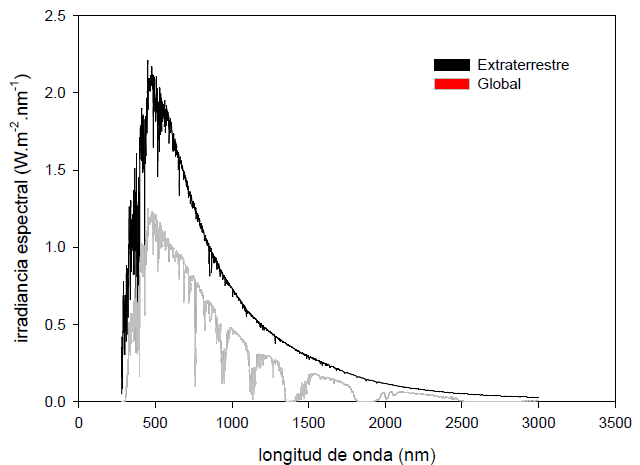 2.5
Extraterrestre
Global
2.0
1.5
1.0
0.5
0.0
irradiancia espectral (W.m-2.nm-1)
0 500 1000 1500 2000 2500 3000 3500
longitud de onda (nm)